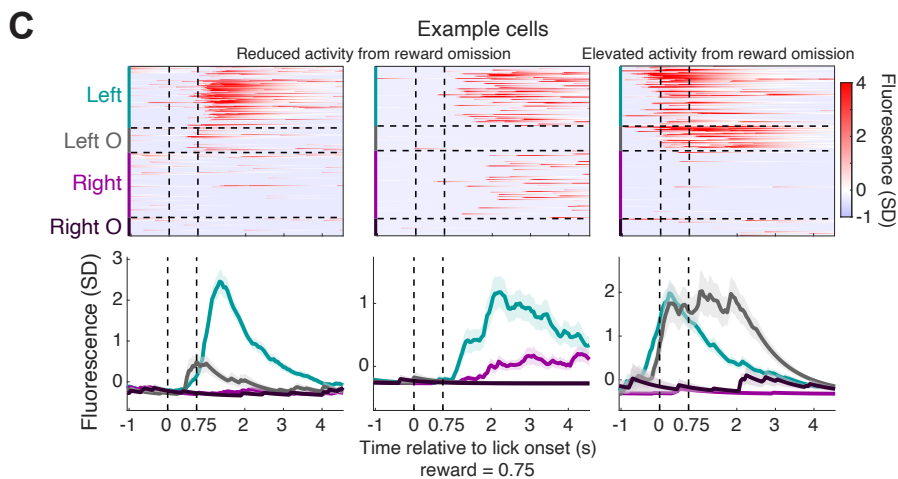 C
Example cells
Reduced activity from reward omission
Elevated activity from reward omission
Left
Left O
Right
Right O
4
2
0
-1
Fluorescence (SD)
3
2
1
0
Fluorescence (SD)
-1 0 0.75 2 3 4
1
0
-1 0 0.75 2 3 4
2
1
0
-1 0 0.75 2 3 4
Time relative to lick onset (s)
reward = 0.75